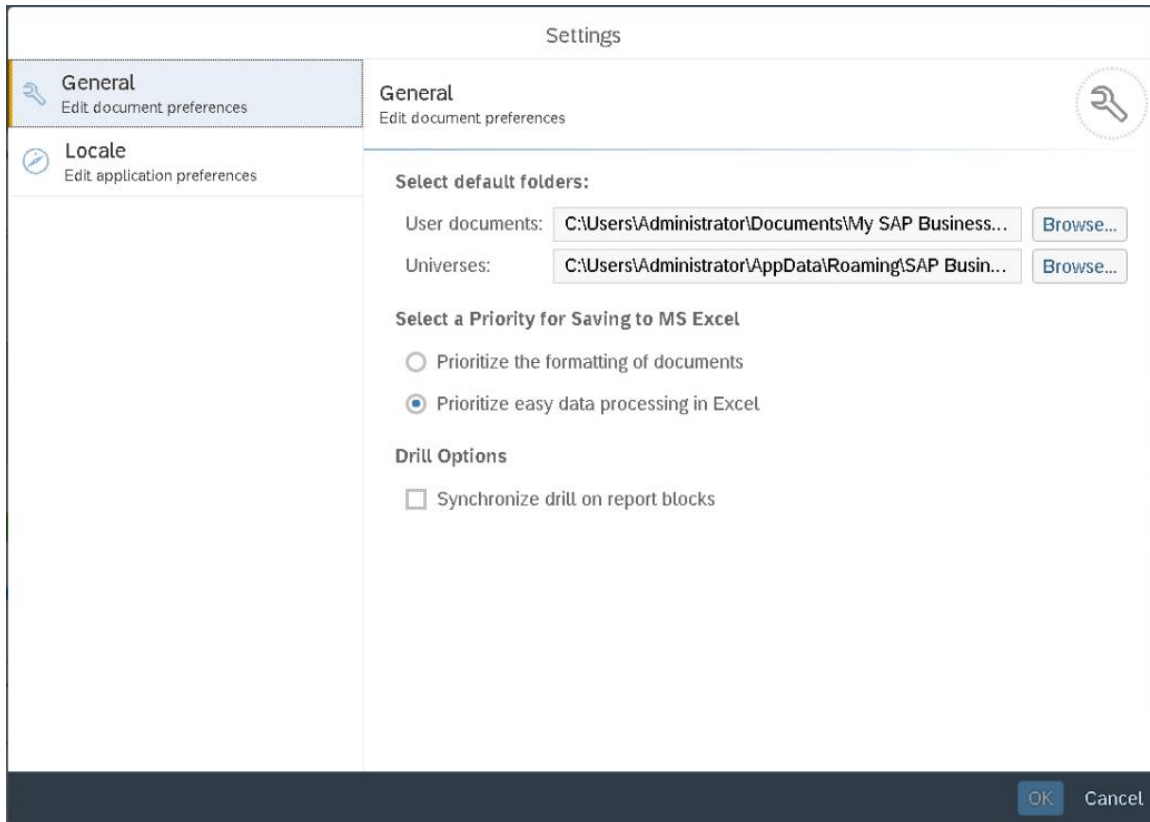 Settings
General
Edit document preferences
Locale
Edit application preferences
General
Edit document preferences
Select default folders:
User documents: C:\Users\Administrator\Documents\My SAP Business... Browse...
Universes: C:\Users\Administrator\AppData\Roaming\SAP Busin... Browse...
Select a Priority for Saving to MS Excel
Prioritize the formatting of documents
Prioritize easy data processing in Excel
Drill Options
Synchronize drill on report blocks
OK Cancel